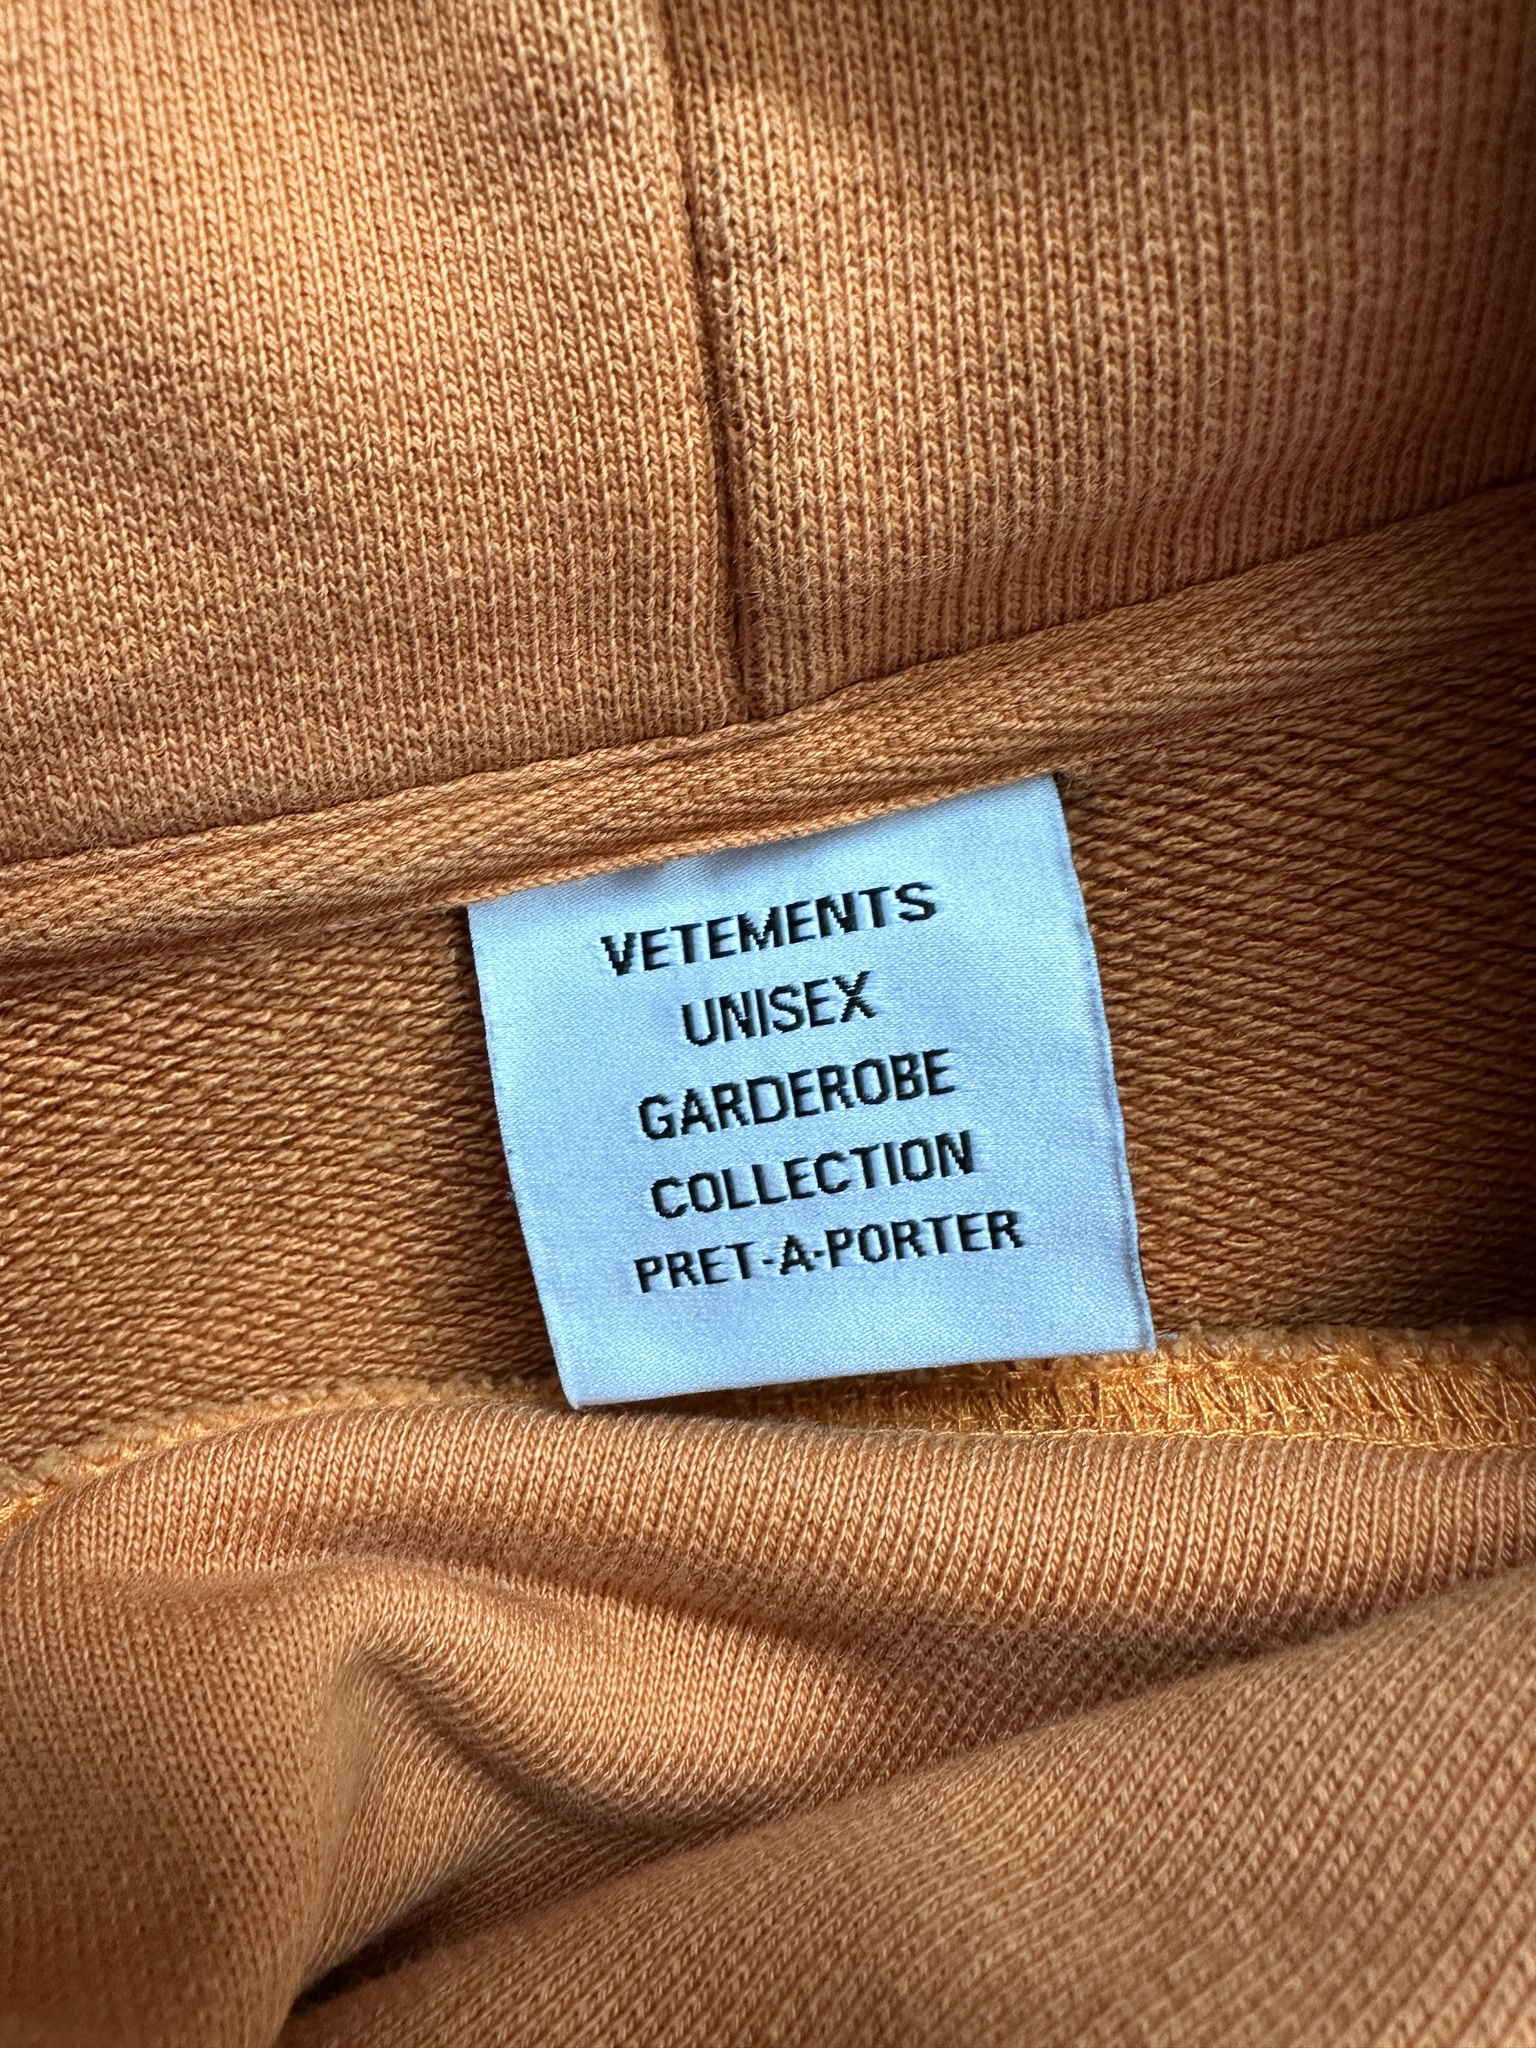 VETEMENTS
UNISEX
GARDEROBE
COLLECTION
PRET-A-PORTER